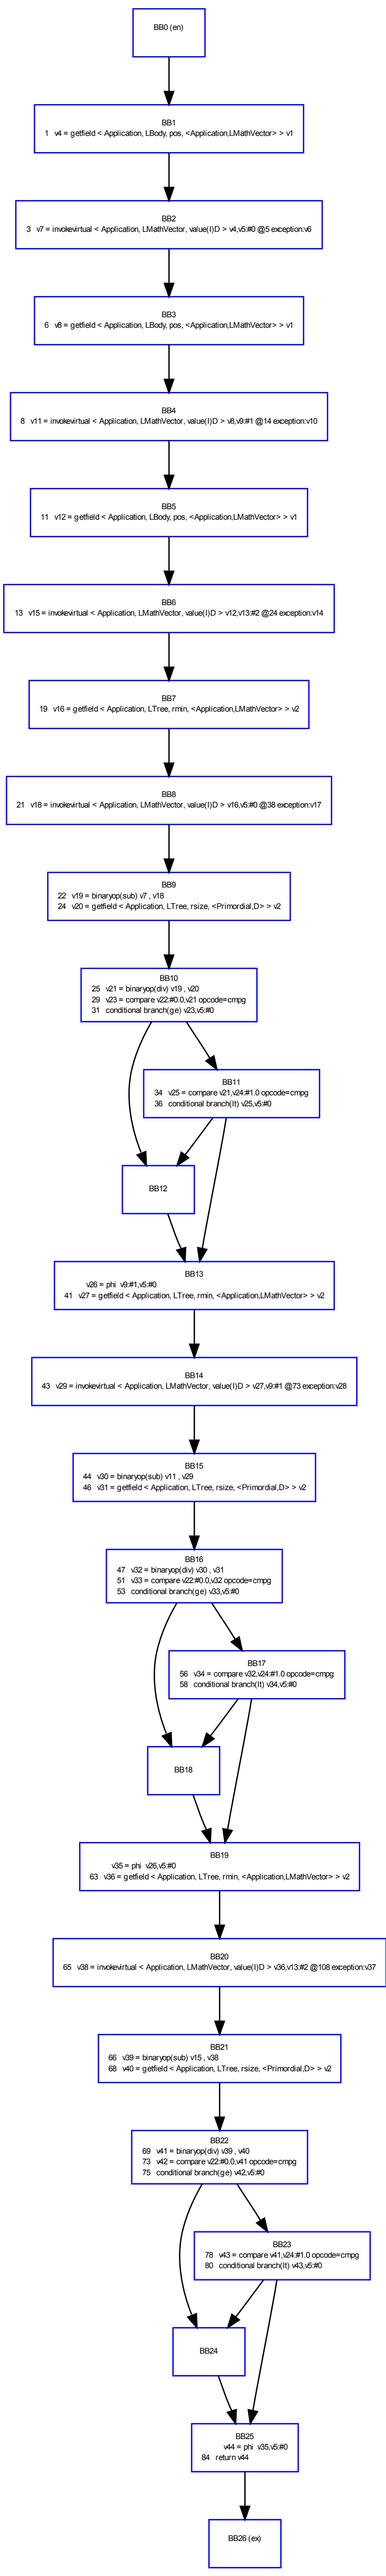 BB0 (en)
BB1
1 v4 = getfield < Application, LBody, pos, <Application,LMathVector> > v1
BB2
3 v7 = invokevirtual < Application, LMathVector, value(I)D > v4,v5:#0 @5 exception:v6
BB3
6 v8 = getfield < Application, LBody, pos, <Application,LMathVector> > v1
BB4
8 v11 = invokevirtual < Application, LMathVector, value(I)D > v8,v9:#1 @14 exception:v10
BB5
11 v12 = getfield < Application, LBody, pos, <Application,LMathVector> > v1
BB6
13 v15 = invokevirtual < Application, LMathVector, value(I)D > v12,v13:#2 @24 exception:v14
BB7
19 v16 = getfield < Application, LTree, rmin, <Application,LMathVector> > v2
BB8
21 v18 = invokevirtual < Application, LMathVector, value(I)D > v16,v5:#0 @38 exception:v17
BB9
22 v19 = binaryop(sub) v7 , v18
24 v20 = getfield < Application, LTree, rsize, <Primordial,D> > v2
BB10
25 v21 = binaryop(div) v19 , v20
29 v23 = compare v22:#0.0,v21 opcode=cmpg
31 conditional branch(ge) v23,v5:#0
BB11
34 v25 = compare v21,v24:#1.0 opcode=cmpg
36 conditional branch(lt) v25,v5:#0
BB12
BB13
v26 = phi v9:#1,v5:#0
41 v27 = getfield < Application, LTree, rmin, <Application,LMathVector> > v2
BB14
43 v29 = invokevirtual < Application, LMathVector, value(I)D > v27,v9:#1 @73 exception:v28
BB15
44 v30 = binaryop(sub) v11 , v29
46 v31 = getfield < Application, LTree, rsize, <Primordial,D> > v2
BB16
47 v32 = binaryop(div) v30 , v31
51 v33 = compare v22:#0.0,v32 opcode=cmpg
53 conditional branch(ge) v33,v5:#0
BB17
56 v34 = compare v32,v24:#1.0 opcode=cmpg
58 conditional branch(lt) v34,v5:#0
BB18
BB19
v35 = phi v26,v5:#0
63 v36 = getfield < Application, LTree, rmin, <Application,LMathVector> > v2
BB20
65 v38 = invokevirtual < Application, LMathVector, value(I)D > v36,v13:#2 @108 exception:v37
BB21
66 v39 = binaryop(sub) v15 , v38
68 v40 = getfield < Application, LTree, rsize, <Primordial,D> > v2
BB22
69 v41 = binaryop(div) v39 , v40
73 v42 = compare v22:#0.0,v41 opcode=cmpg
75 conditional branch(ge) v42,v5:#0
BB23
78 v43 = compare v41,v24:#1.0 opcode=cmpg
80 conditional branch(lt) v43,v5:#0
BB24
BB25
v44 = phi v35,v5:#0
84 return v44
BB26 (ex)